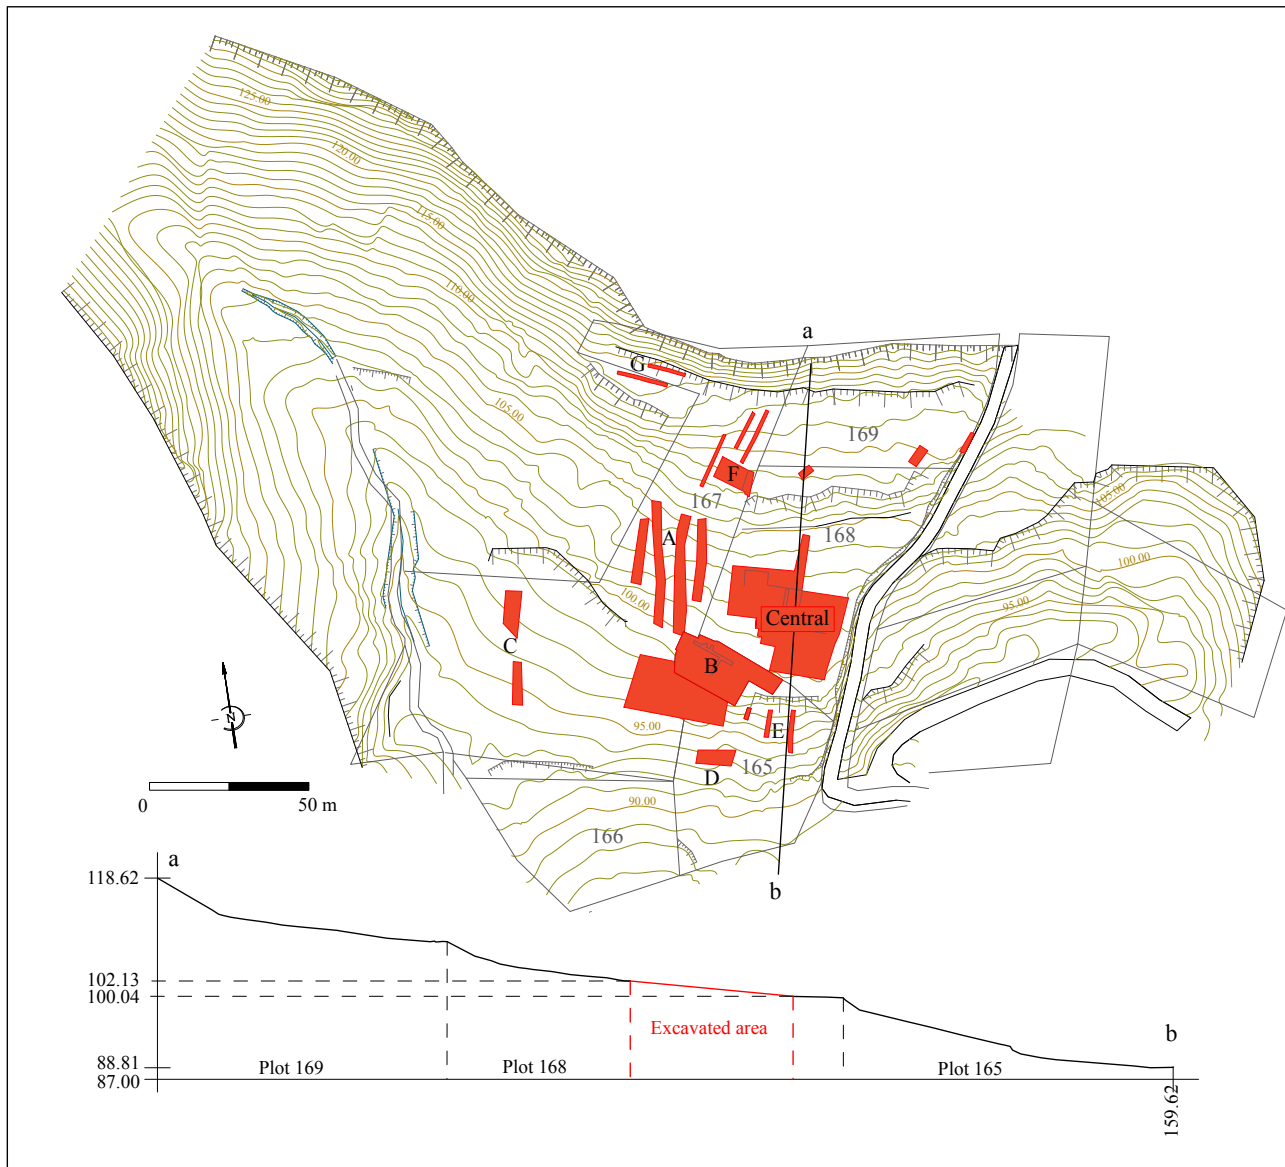 125.00
120.00
115.00
110.00
a
G
105.00
169
F
167
105.00
168
A
100.00
100.00
95.00
Central
C
B
N
95.00
E
165
D
0
50 m
90.00
166
b
a
118.62
102.13
100.04
Excavated area
b
88.81
Plot 169
Plot 168
Plot 165
87.00
159.62